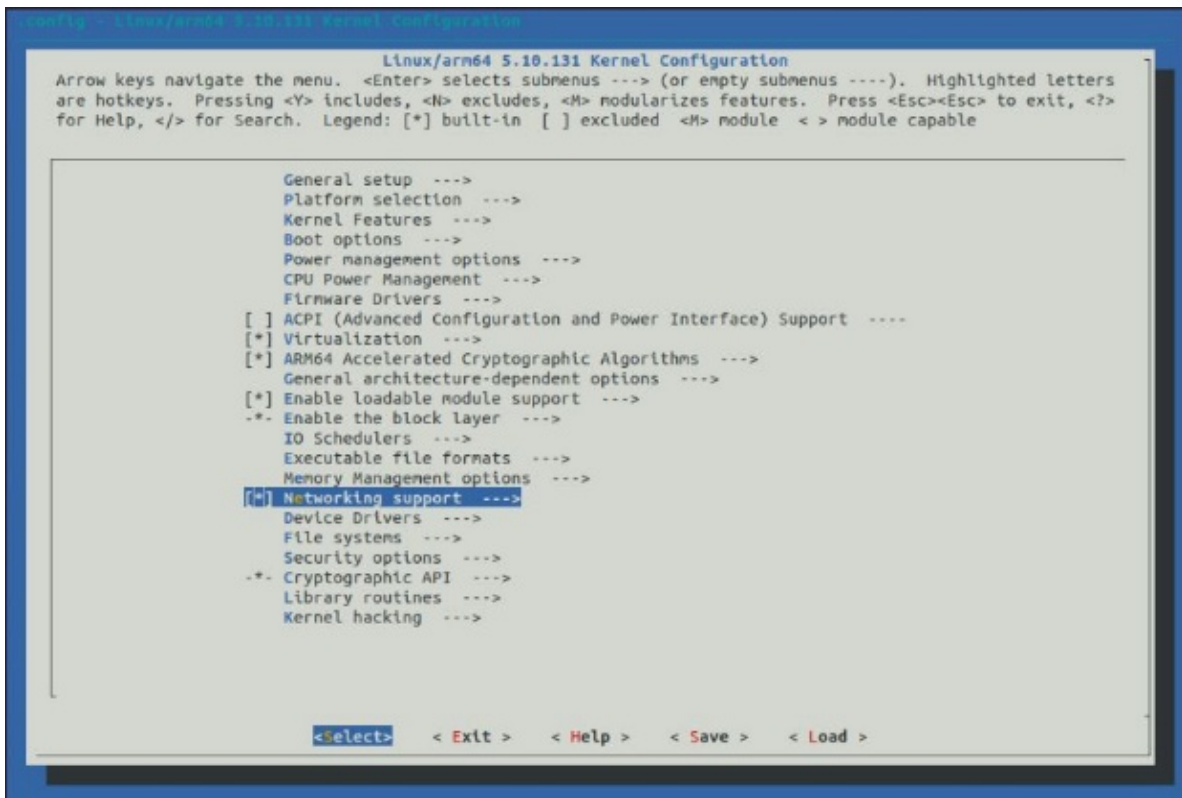 .config - Linux/arm64 5.10.131 Kernel Configuration
Linux/arm64 5.10.131 Kernel Configuration
Arrow keys navigate the menu.  <Enter> selects submenus ---> (or empty submenus ----).  Highlighted letters
are hotkeys.  Pressing <Y> includes, <N> excludes, <M> modularizes features.  Press <Esc><Esc> to exit, <?>
for Help, </> for Search.  Legend: [*] built-in  [ ] excluded  <M> module  < > module capable
General setup  --->
Platform selection  --->
Kernel Features  --->
Boot options  --->
Power management options  --->
CPU Power Management  --->
Firmware Drivers  --->
[ ] ACPI (Advanced Configuration and Power Interface) Support  ----
[*] Virtualization  --->
[*] ARM64 Accelerated Cryptographic Algorithms  --->
General architecture-dependent options  --->
[*] Enable loadable module support  --->
-*- Enable the block layer  --->
IO Schedulers  --->
Executable file formats  --->
Memory Management options  --->
[*] Networking support  --->
Device Drivers  --->
File systems  --->
Security options  --->
-*- Cryptographic API  --->
Library routines  --->
Kernel hacking  --->
<Select>    < Exit >    < Help >    < Save >    < Load >